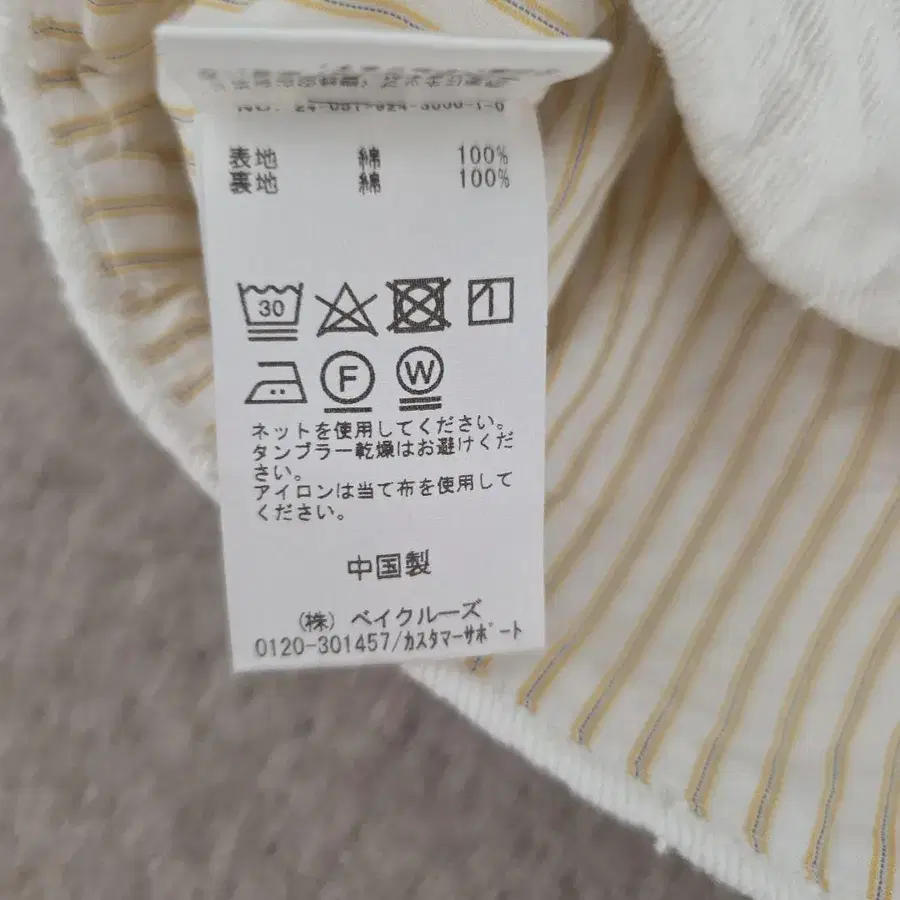 表地 綿 100%
裏地 綿 100%
30
F W
ネットを使用してください。
タンブラー乾燥はお避けくだ
さい。
アイロンは当て布を使用して
ください。
中国製
(株) ベイクルーズ
0120-301457/カスタマーサポート